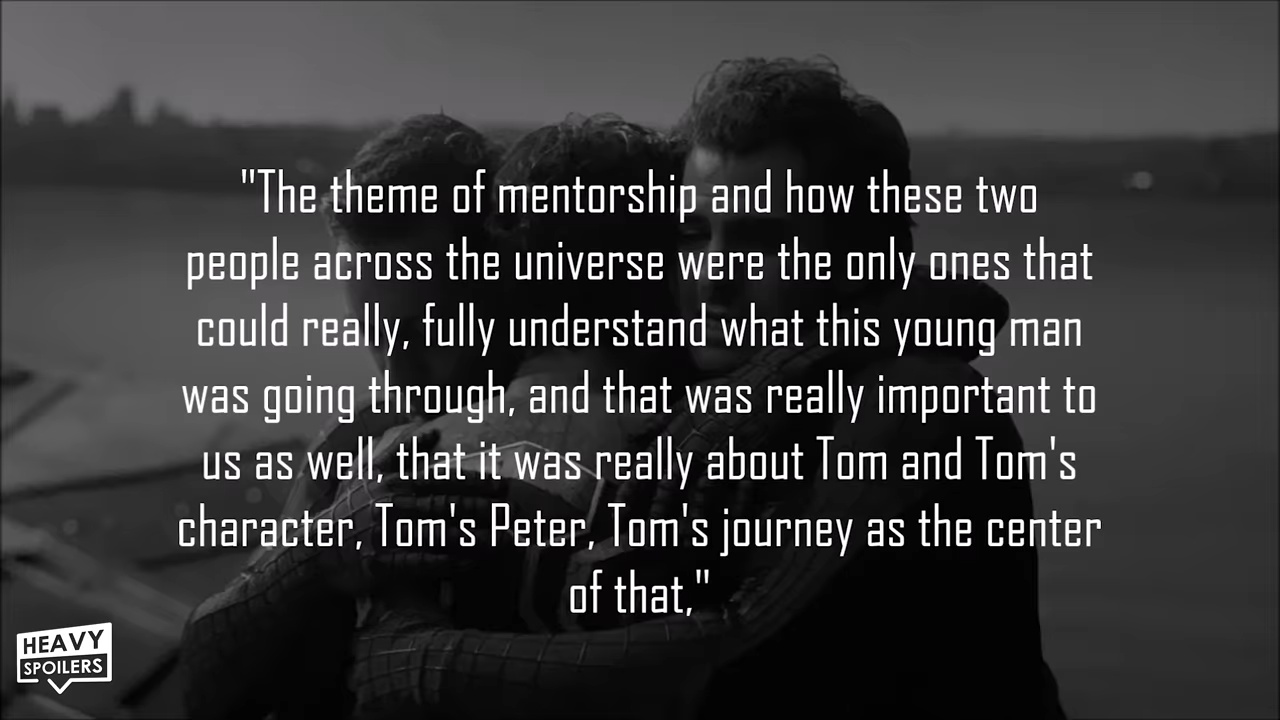 "The theme of mentorship and how these two
people across the universe were the only ones that
could really, fully understand what this young man
was going through, and that was really important to
us as well, that it was really about Tom and Tom's
character, Tom's Peter, Tom's journey as the center
of that,"
HEAVY
SPOILERS